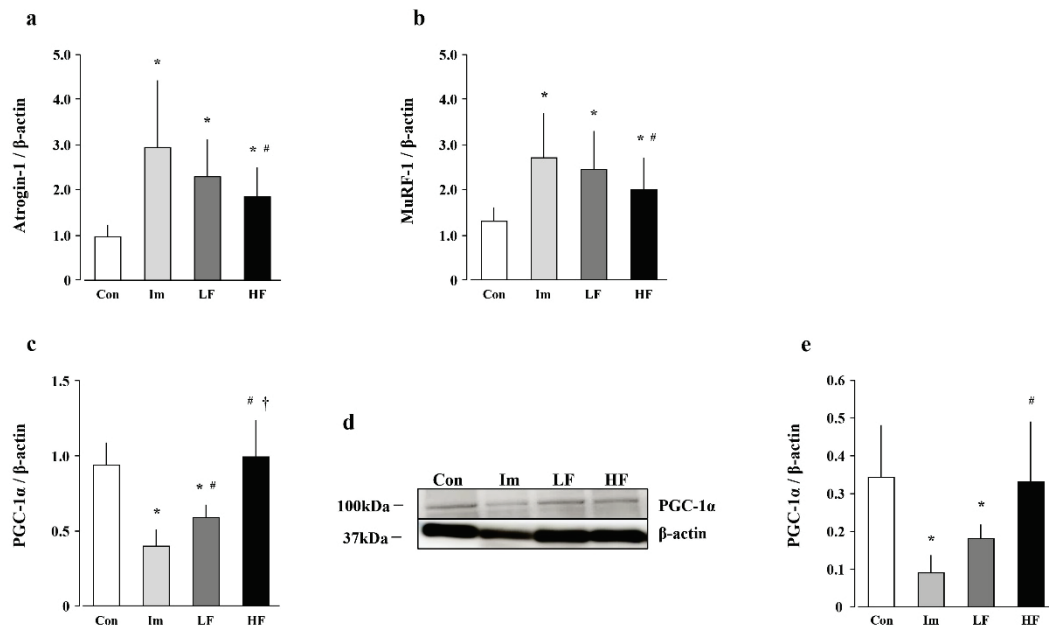 a
Atrogin-1 / β-actin
5.0
4.0
3.0
2.0
1.0
0
*
*
* #
Con Im LF HF
b
MuRF-1 / β-actin
5.0
4.0
3.0
2.0
1.0
0
*
*
* #
Con Im LF HF
c
PGC-1α / β-actin
1.5
1.0
0.5
0
*
* #
# †
Con Im LF HF
d
Con Im LF HF
100kDa – PGC-1α
37kDa – β-actin
e
PGC-1α / β-actin
0.6
0.5
0.4
0.3
0.2
0.1
0
*
*
#
Con Im LF HF